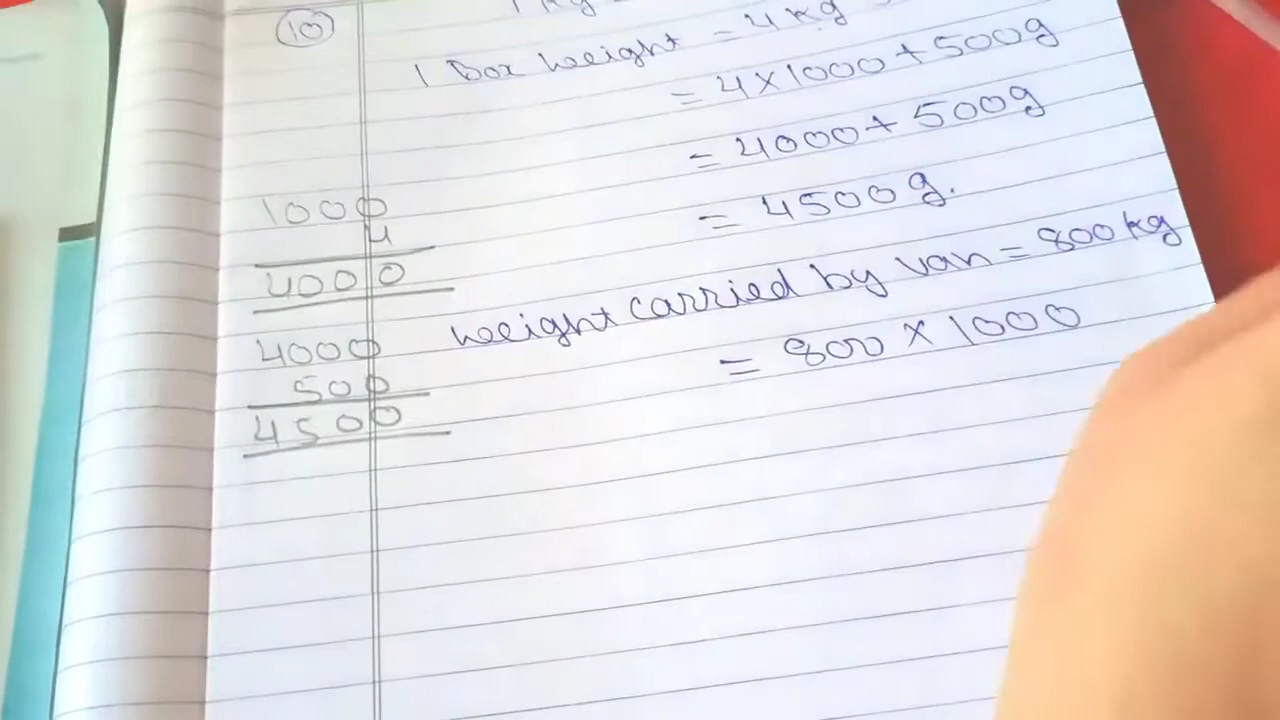 (10)
1 Box weight = 4 kg
= 4 × 1000 + 500g
= 4000 + 500g
= 4500 g.
1000
4
4000
4000
500
4500
weight carried by van = 800 kg
= 800 × 1000